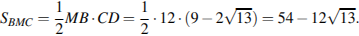 S_{BMC} = \frac{1}{2} MB \cdot CD = \frac{1}{2} \cdot 12 \cdot (9 - 2\sqrt{13}) = 54 - 12\sqrt{13}.